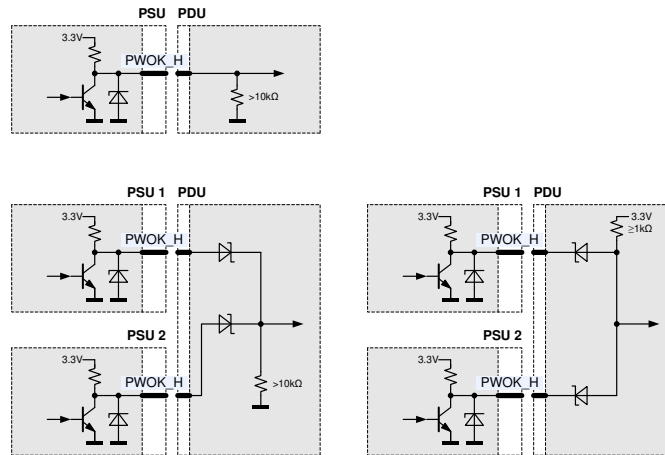 PSU PDU
3.3V
PWOK_H
>10kΩ
PSU 1 PDU
3.3V
PWOK_H
PSU 2
3.3V
PWOK_H
>10kΩ
PSU 1 PDU
3.3V
PWOK_H
3.3V
≥1kΩ
PSU 2
3.3V
PWOK_H